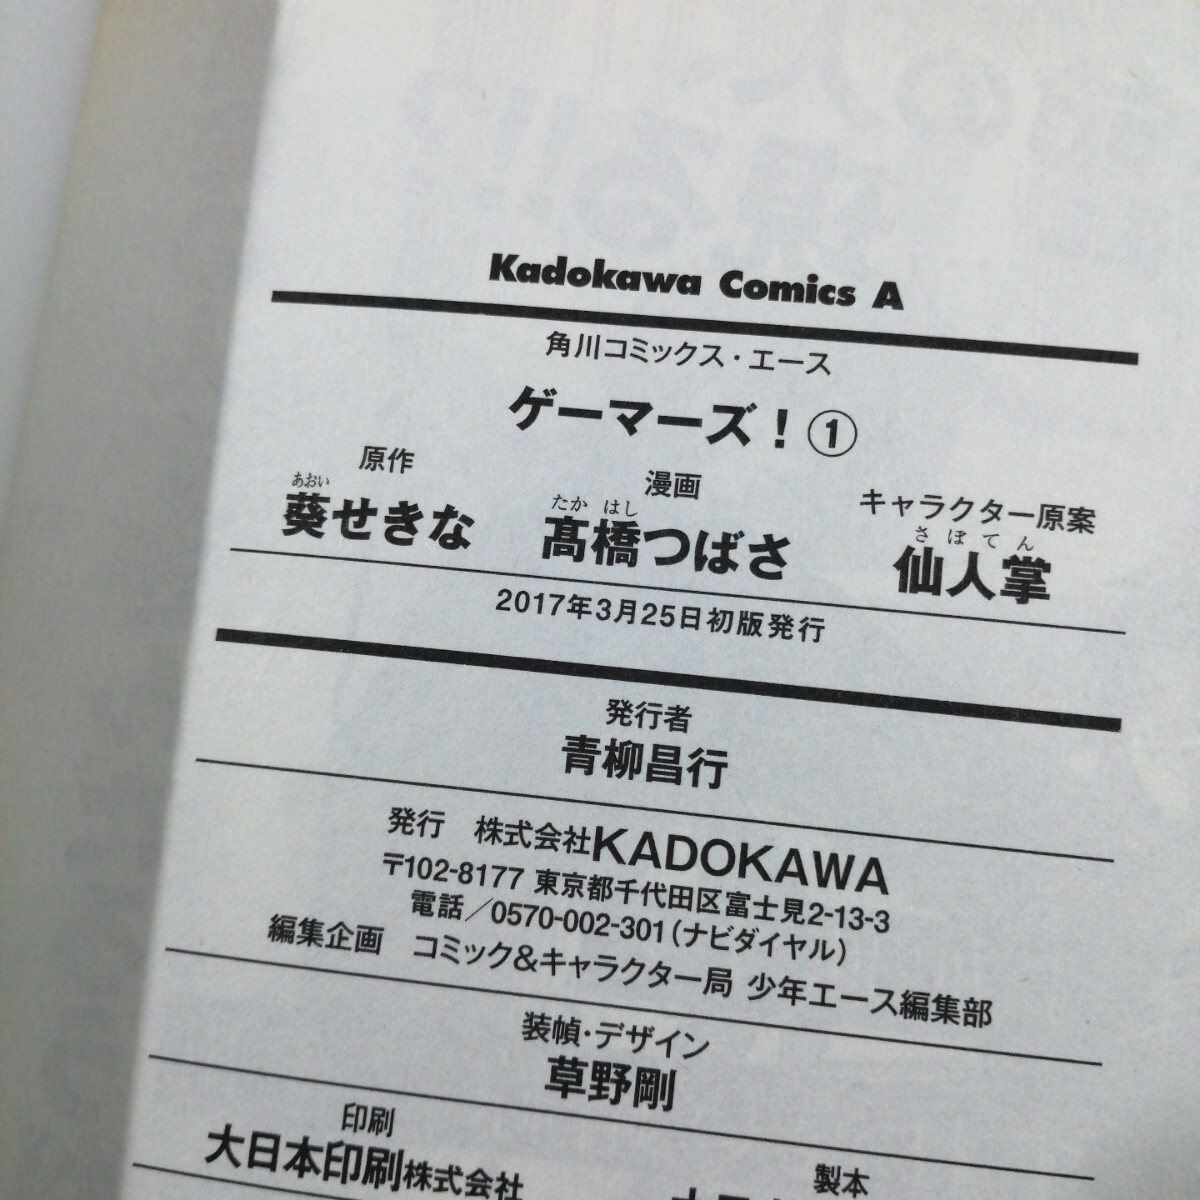 Kadokawa Comics A
角川コミックス・エース
ゲーマーズ!①
原作
あおい
葵せきな
漫画
たか はし
髙橋つばさ
キャラクター原案
さぼてん
仙人掌
2017年3月25日初版発行
発行者
青柳昌行
発行 株式会社KADOKAWA
〒102-8177 東京都千代田区富士見2-13-3
電話/0570-002-301(ナビダイヤル)
編集企画 コミック&キャラクター局 少年エース編集部
装幀・デザイン
草野剛
印刷
大日本印刷株式会社
製本